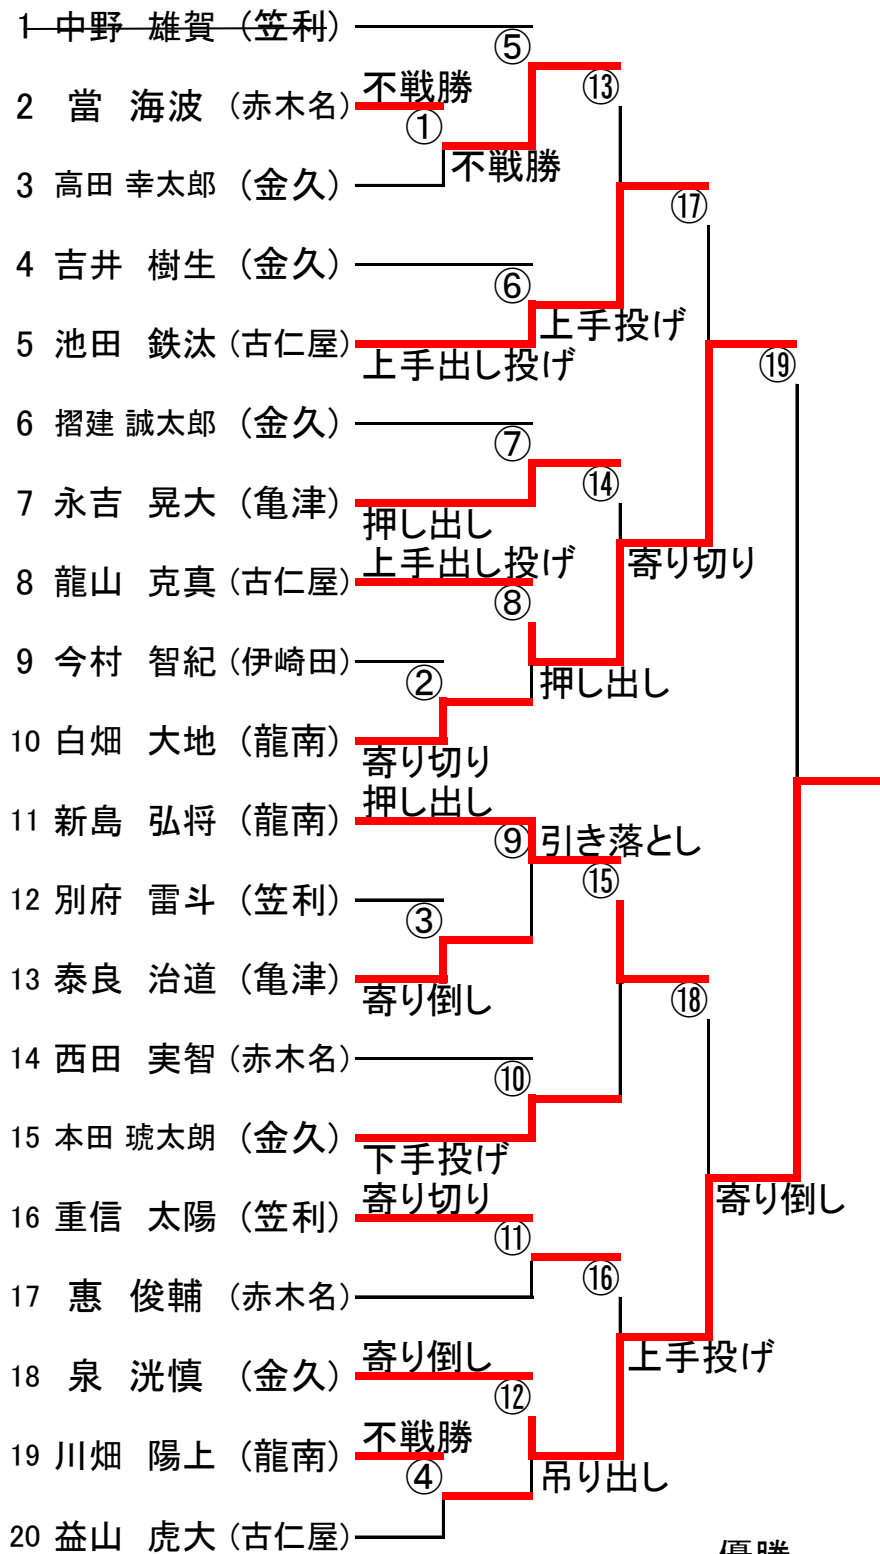 1 中野 雄賀 (笠利)
⑤
不戦勝
⑬
2 當 海波 (赤木名)
①
不戦勝
3 高田 幸太郎 (金久)
⑰
4 吉井 樹生 (金久)
⑥
上手投げ
5 池田 鉄汰 (古仁屋)
上手出し投げ
⑲
6 摺建 誠太郎 (金久)
⑦
⑭
7 永吉 晃大 (亀津)
押し出し
上手出し投げ
寄り切り
8 龍山 克真 (古仁屋)
⑧
9 今村 智紀 (伊崎田)
②
押し出し
10 白畑 大地 (龍南)
寄り切り
押し出し
11 新島 弘将 (龍南)
⑨
引き落とし
⑮
12 別府 雷斗 (笠利)
③
13 泰良 治道 (亀津)
寄り倒し
⑱
14 西田 実智 (赤木名)
⑩
15 本田 琥太朗 (金久)
下手投げ
寄り切り
寄り倒し
16 重信 太陽 (笠利)
⑪
⑯
17 惠 俊輔 (赤木名)
寄り倒し
上手投げ
18 泉 洸慎 (金久)
⑫
不戦勝
19 川畑 陽上 (龍南)
④
吊り出し
20 益山 虎大 (古仁屋)
優勝